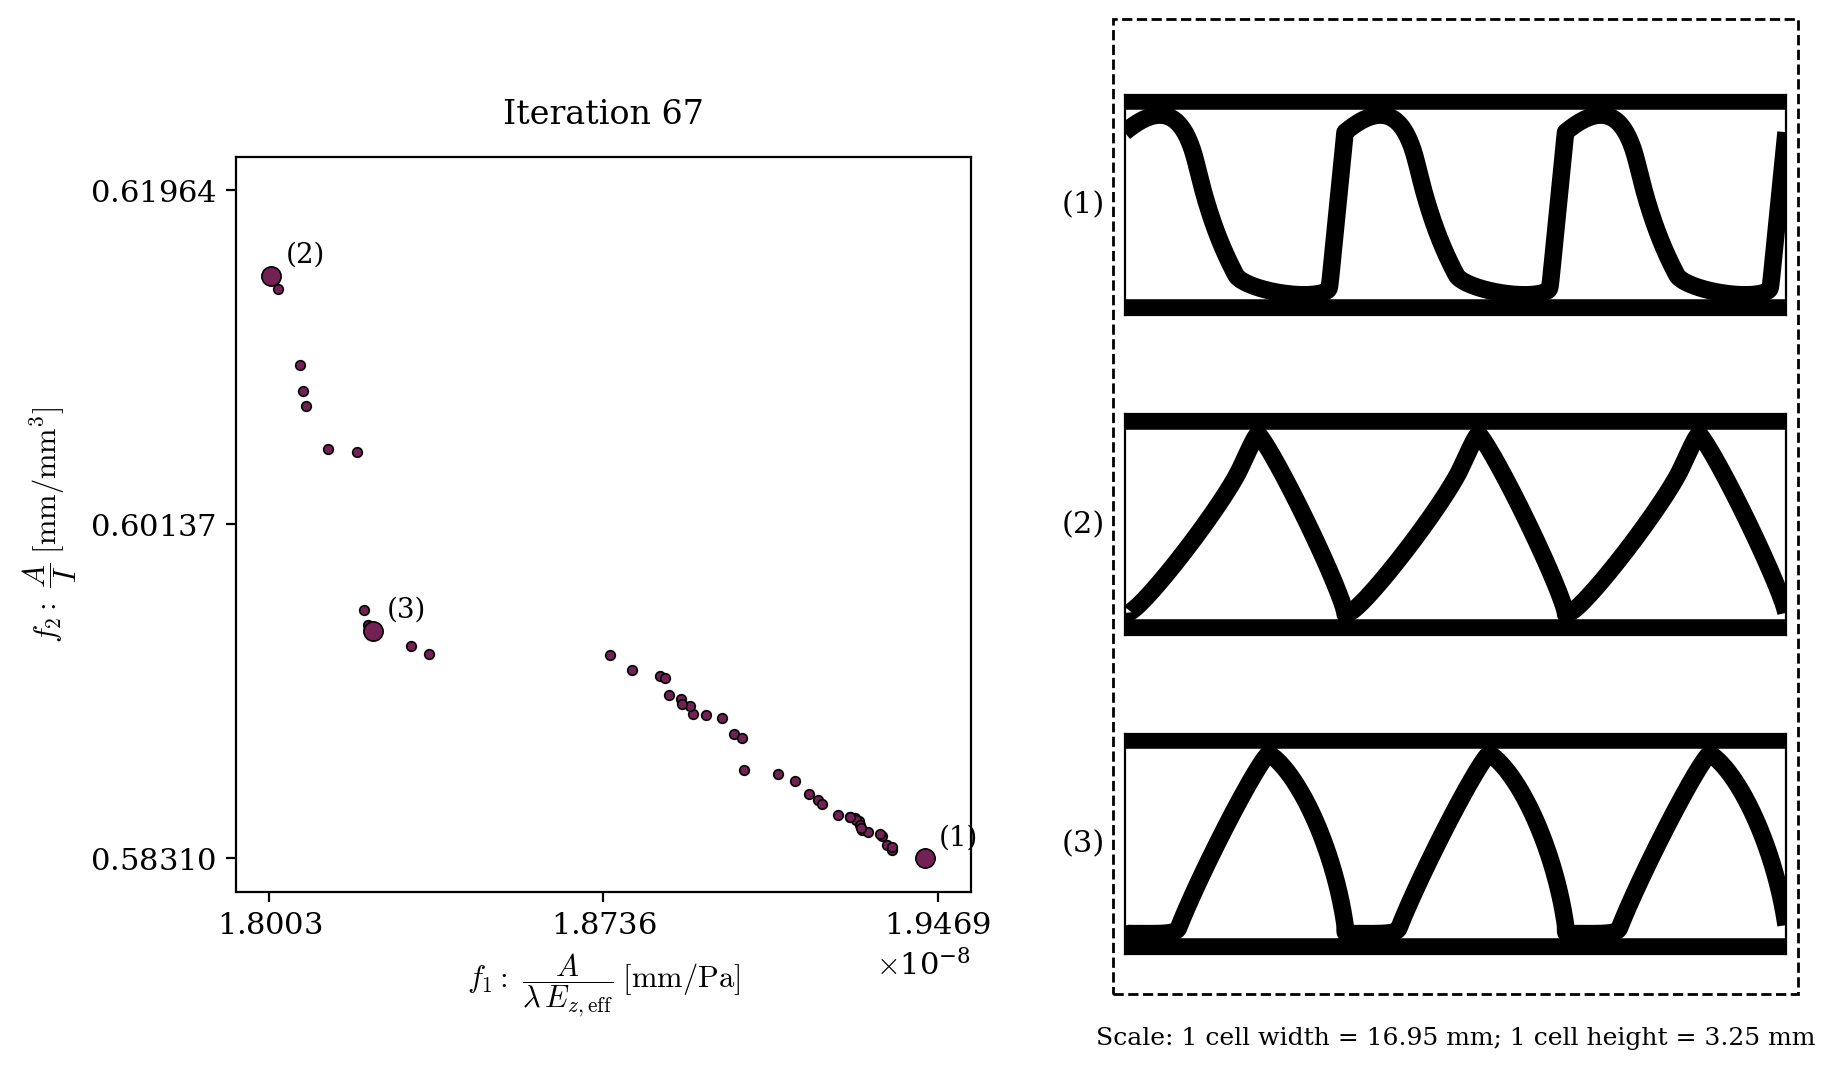 Iteration 67
0.61964
0.60137
0.58310
f₂ : A/I [mm/mm³]
(2)
(3)
(1)
1.8003 1.8736 1.9469
×10⁻⁸
f₁ : A/(λ E_z,eff) [mm/Pa]
(1)
(2)
(3)
Scale: 1 cell width = 16.95 mm; 1 cell height = 3.25 mm